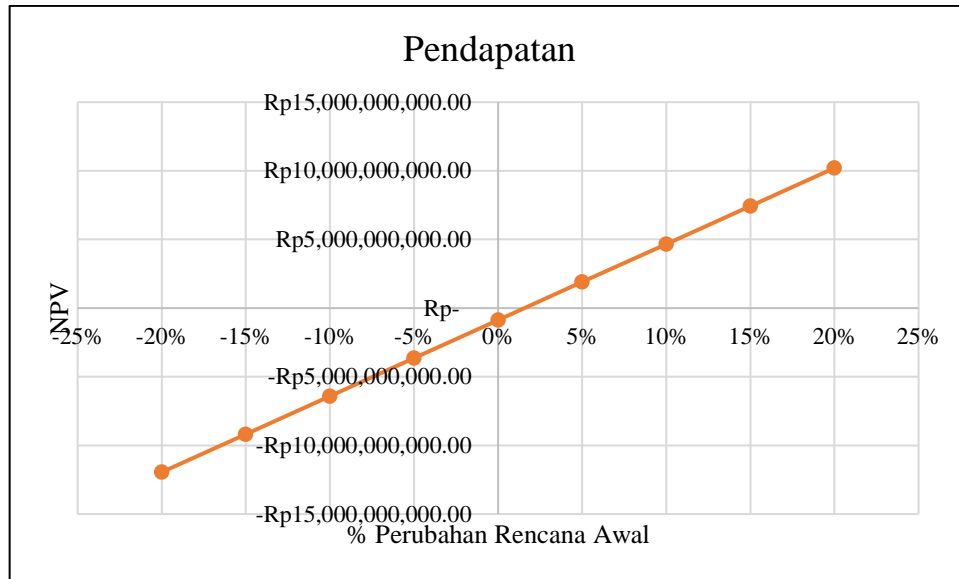 Pendapatan
Rp15,000,000,000.00
Rp10,000,000,000.00
Rp5,000,000,000.00
Rp-
-Rp5,000,000,000.00
-Rp10,000,000,000.00
-Rp15,000,000,000.00
NPV
-25% -20% -15% -10% -5% 0% 5% 10% 15% 20% 25%
% Perubahan Rencana Awal